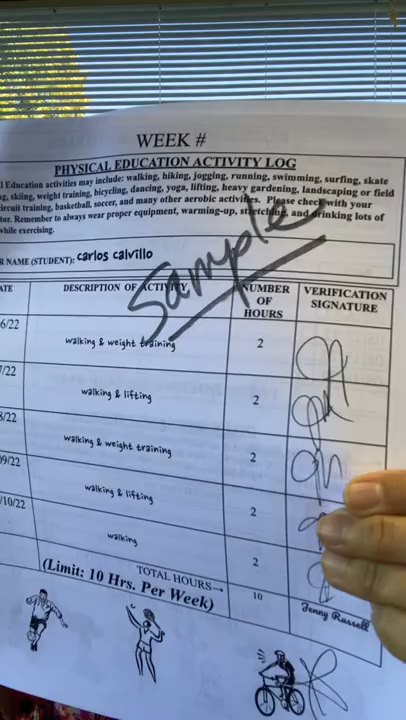 WEEK #
PHYSICAL EDUCATION ACTIVITY LOG
l Education activities may include: walking, hiking, jogging, running, swimming, surfing, skate
g, skiing, weight training, bicycling, dancing, yoga, lifting, heavy gardening, landscaping or field
ircuit training, basketball, soccer, and many other aerobic activities. Please check with your
tor. Remember to always wear proper equipment, warming-up, stretching, and drinking lots of
while exercising.
Sample
R NAME (STUDENT): carlos calvillo
ATE DESCRIPTION OF ACTIVITY NUMBER OF HOURS VERIFICATION SIGNATURE
6/22 walking & weight training 2
/22 walking & lifting 2
8/22 walking & weight training 2
09/22 walking & lifting 2
/10/22 walking 2
TOTAL HOURS→ 10
(Limit: 10 Hrs. Per Week)
Jenny Russell